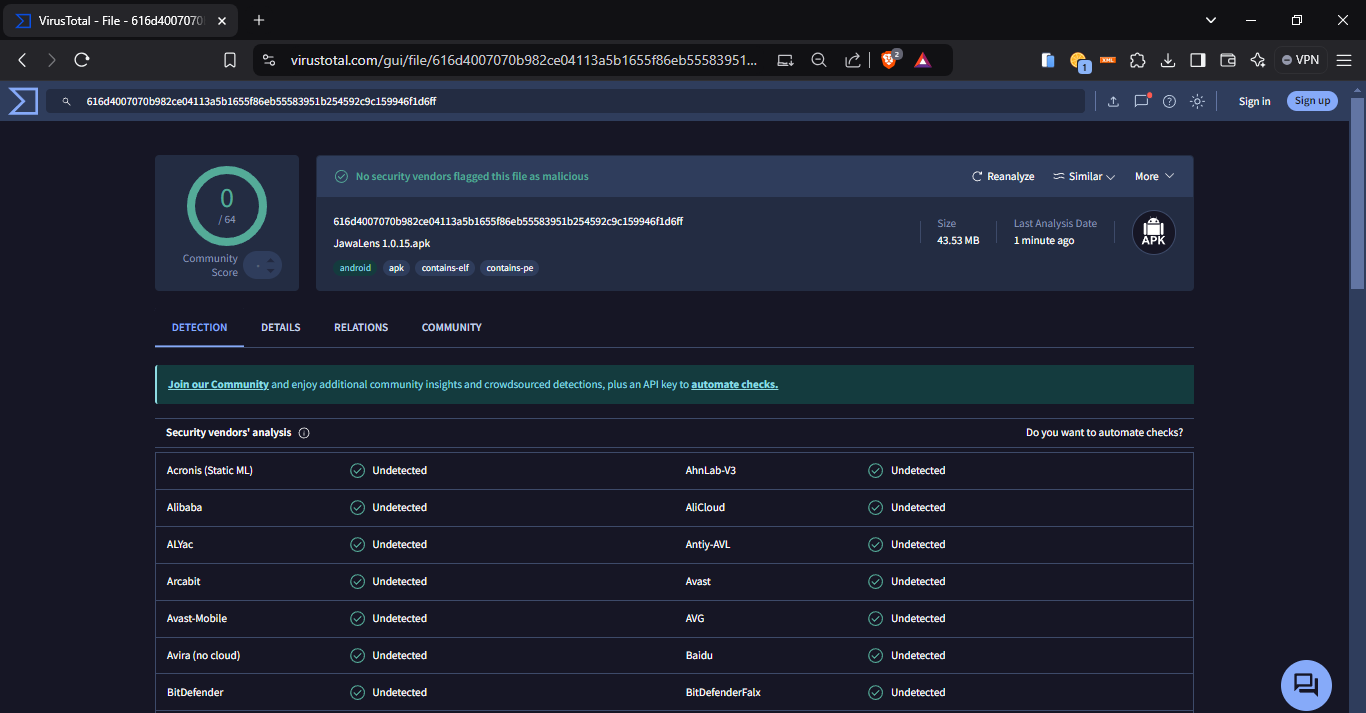 VirusTotal - File - 616d4007070
virustotal.com/gui/file/616d4007070b982ce04113a5b1655f86eb55583951...
2
1
XML
VPN
616d4007070b982ce04113a5b1655f86eb55583951b254592c9c159946f1d6ff
Sign in
Sign up
0
/ 64
Community
Score
-
No security vendors flagged this file as malicious
Reanalyze
Similar
More
616d4007070b982ce04113a5b1655f86eb55583951b254592c9c159946f1d6ff
JawaLens 1.0.15.apk
android
apk
contains-elf
contains-pe
Size
43.53 MB
Last Analysis Date
1 minute ago
APK
DETECTION
DETAILS
RELATIONS
COMMUNITY
Join our Community and enjoy additional community insights and crowdsourced detections, plus an API key to automate checks.
Security vendors' analysis
Do you want to automate checks?
Acronis (Static ML)
Undetected
AhnLab-V3
Undetected
Alibaba
Undetected
AliCloud
Undetected
ALYac
Undetected
Antiy-AVL
Undetected
Arcabit
Undetected
Avast
Undetected
Avast-Mobile
Undetected
AVG
Undetected
Avira (no cloud)
Undetected
Baidu
Undetected
BitDefender
Undetected
BitDefenderFalx
Undetected